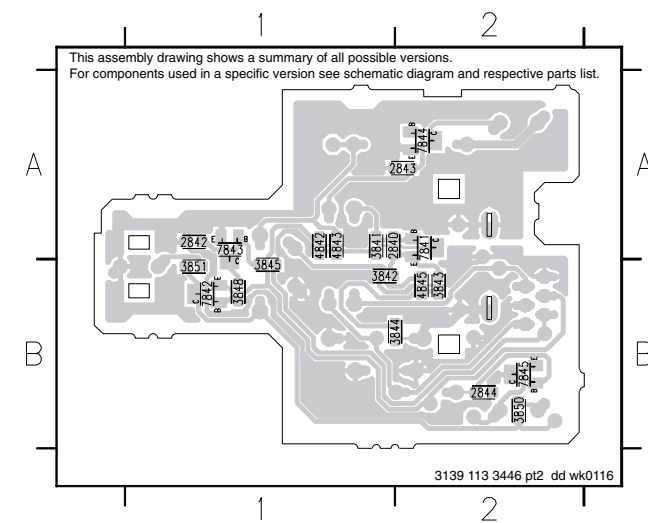 1 2
This assembly drawing shows a summary of all possible versions.
For components used in a specific version see schematic diagram and respective parts list.
A A
B
7844
C
E
2843
2842
E B
7843
C
4842 4843 3841 2840
B
7841
C
E
3851 3845
3842
C 7842 E
B
3848
4845 3843
3844
B B
E
C 7845
B
2844
3850
3139 113 3446 pt2 dd wk0116
1 2